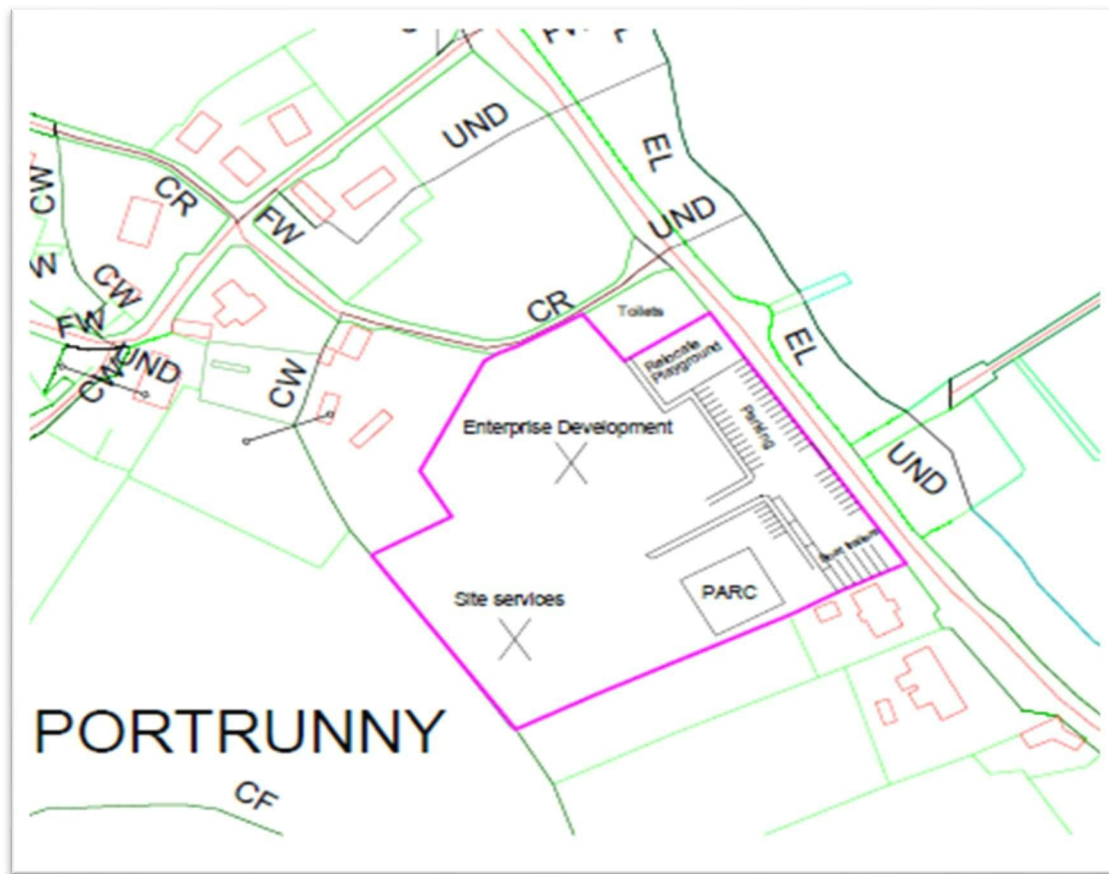 UND
EL
CW
CR
FW
UND
CW
FW
CR
Toilets
EL
UND
CW
CW
Relocate
Playground
Parking
Enterprise Development
UND
Site services
PARC
PORTRUNNY
CF